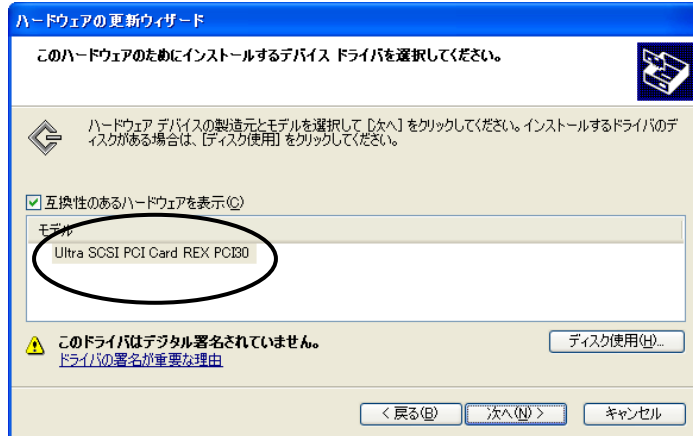 ハードウェアの更新ウィザード
このハードウェアのためにインストールするデバイス ドライバを選択してください。
ハードウェア デバイスの製造元とモデルを選択して [次へ] をクリックしてください。インストールするドライバのデ
ィスクがある場合は、[ディスク使用] をクリックしてください。
互換性のあるハードウェアを表示(C)
モデル
Ultra SCSI PCI Card REX PCI30
このドライバはデジタル署名されていません。
ドライバの署名が重要な理由
ディスク使用(H)...
< 戻る(B)
次へ(N) >
キャンセル